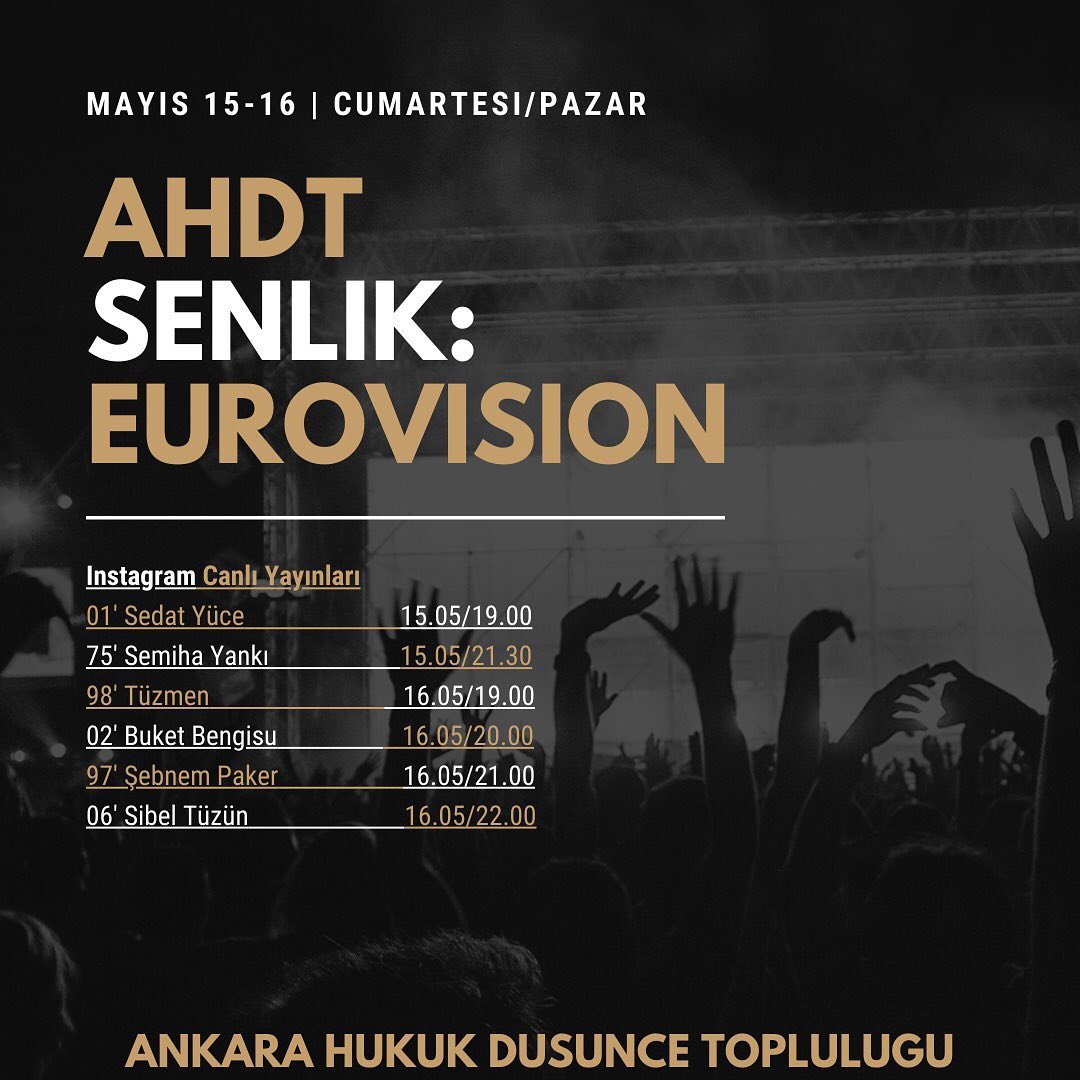 MAYIS 15-16 | CUMARTESI/PAZAR
AHDT
SENLIK:
EUROVISION
Instagram Canlı Yayınları
01' Sedat Yüce 15.05/19.00
75' Semiha Yankı 15.05/21.30
98' Tüzmen 16.05/19.00
02' Buket Bengisu 16.05/20.00
97' Şebnem Paker 16.05/21.00
06' Sibel Tüzün 16.05/22.00
ANKARA HUKUK DUSUNCE TOPLULUGU